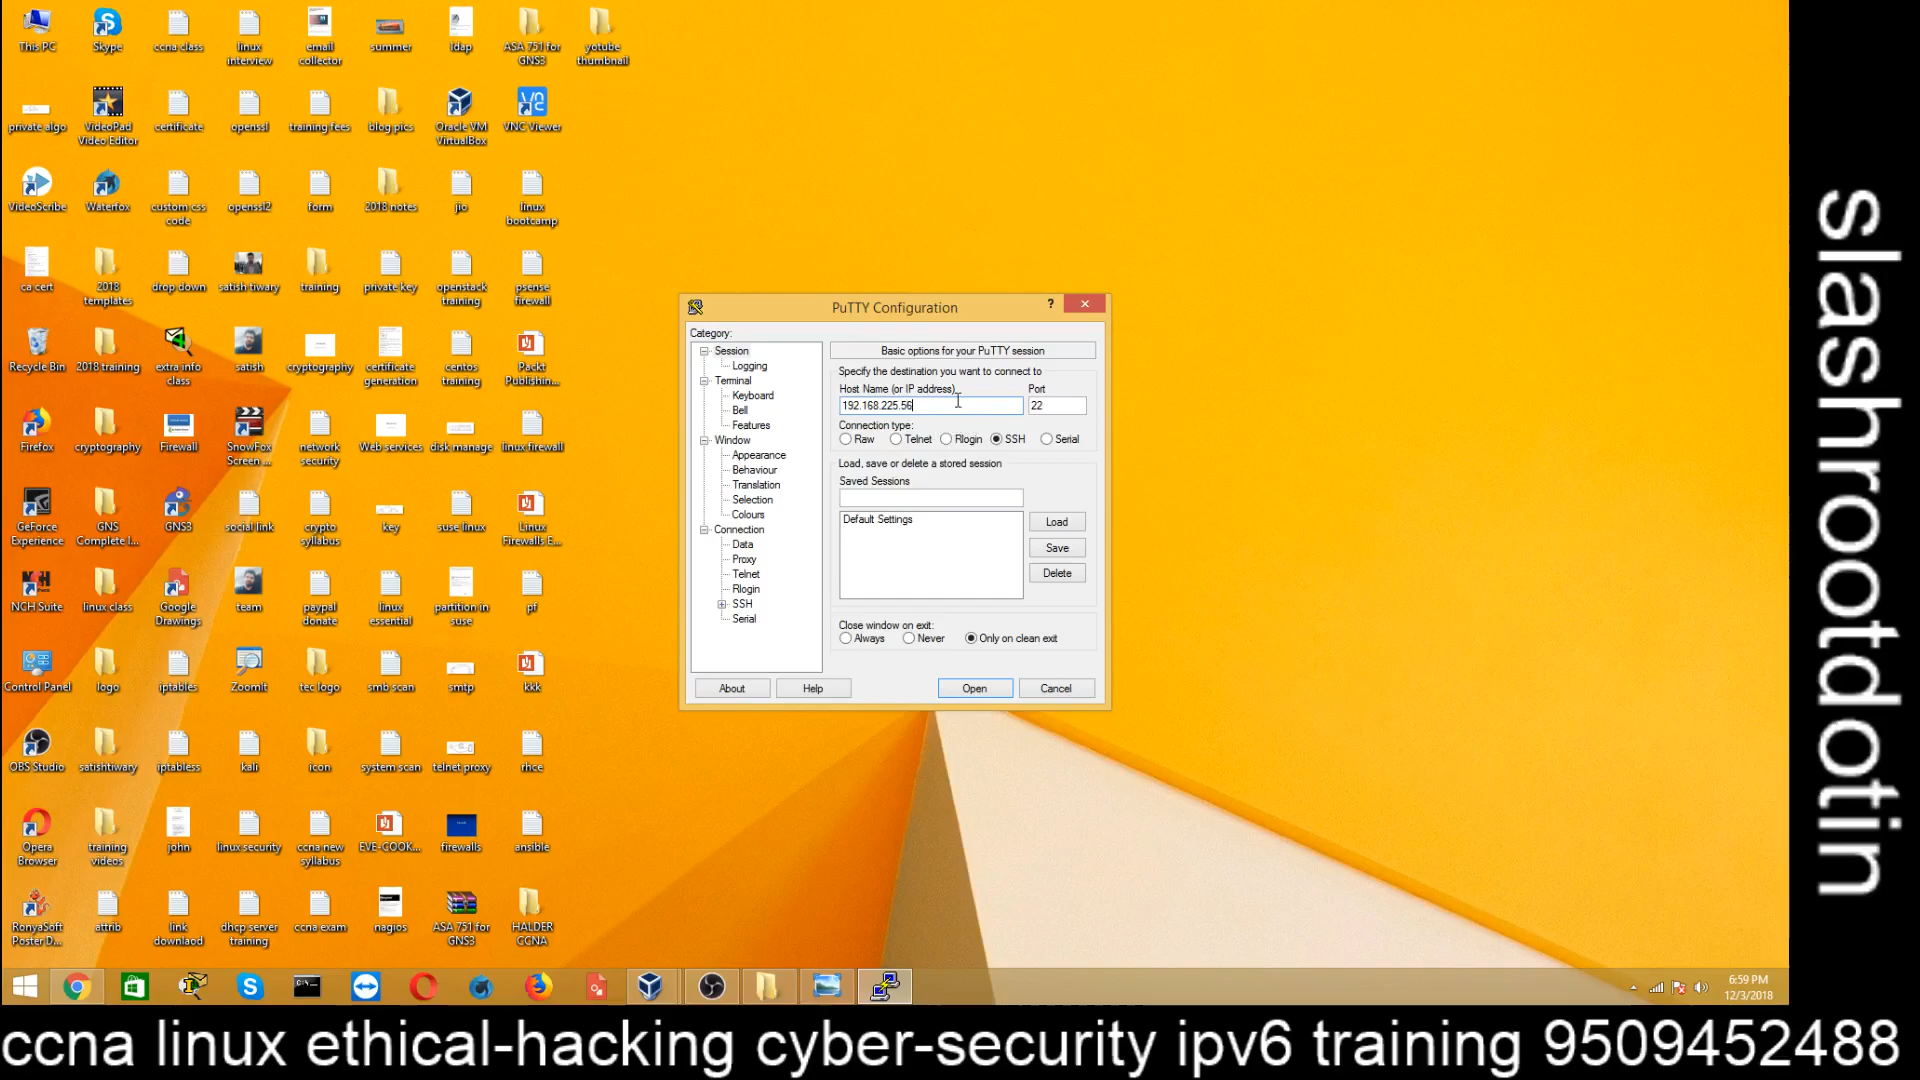 This PC
Skype
ccna class
linux
interview
email
collector
summer
ldap
ASA 751 for
GNS3
yotube
thumbnail
private algo
VideoPad
Video Editor
certificate
openssl
training fees
blog pics
Oracle VM
VirtualBox
VNC Viewer
VideoScribe
Waterfox
custom css
code
openssl2
form
2018 notes
jio
linux
bootcamp
ca cert
2018
templates
drop down
satish tiwary
training
private key
openstack
training
psense
firewall
Recycle Bin
2018 training
extra info
class
satish
cryptography
certificate
generation
centos
training
Packt
Publishin...
Firefox
cryptography
Firewall
SnowFox
Screen ...
network
security
Web services
disk manage
linux firewall
GeForce
Experience
GNS
Complete I...
GNS3
social link
crypto
syllabus
key
suse linux
Linux
Firewalls E...
NCH Suite
linux class
Google
Drawings
team
paypal
donate
linux
essential
partition in
suse
pf
Control Panel
logo
iptables
ZoomIt
tec logo
smb scan
smtp
kkk
OBS Studio
satishtiwary
iptabless
kali
icon
system scan
telnet proxy
rhce
Opera
Browser
training
videos
john
linux security
ccna new
syllabus
EVE-COOK...
firewalls
ansible
RonyaSoft
Poster D...
attrib
link
downlaod
dhcp server
training
ccna exam
nagios
ASA 751 for
GNS3
HALDER
CCNA
PuTTY Configuration
?
Category:
Session
Logging
Terminal
Keyboard
Bell
Features
Window
Appearance
Behaviour
Translation
Selection
Colours
Connection
Data
Proxy
Telnet
Rlogin
SSH
Serial
Basic options for your PuTTY session
Specify the destination you want to connect to
Host Name (or IP address)
Port
192.168.225.56
22
Connection type:
Raw
Telnet
Rlogin
SSH
Serial
Load, save or delete a stored session
Saved Sessions
Default Settings
Load
Save
Delete
Close window on exit:
Always
Never
Only on clean exit
About
Help
Open
Cancel
6:59 PM
12/3/2018
slashrootdotin
ccna linux ethical-hacking cyber-security ipv6 training 9509452488